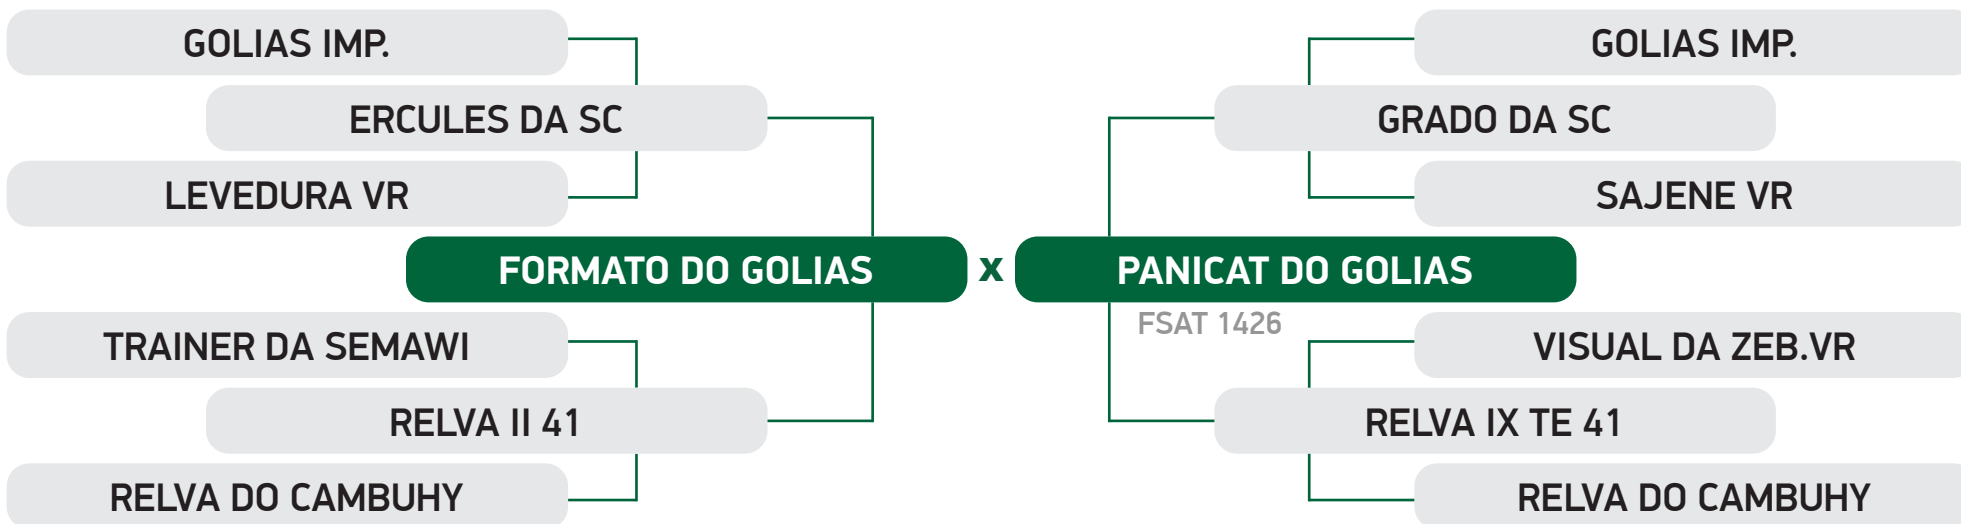 GOLIAS IMP.
GOLIAS IMP.
ERCULES DA SC
GRADO DA SC
LEVEDURA VR
SAJENE VR
FORMATO DO GOLIAS x PANICAT DO GOLIAS
FSAT 1426
TRAINER DA SEMAWI
VISUAL DA ZEB.VR
RELVA II 41
RELVA IX TE 41
RELVA DO CAMBUHY
RELVA DO CAMBUHY